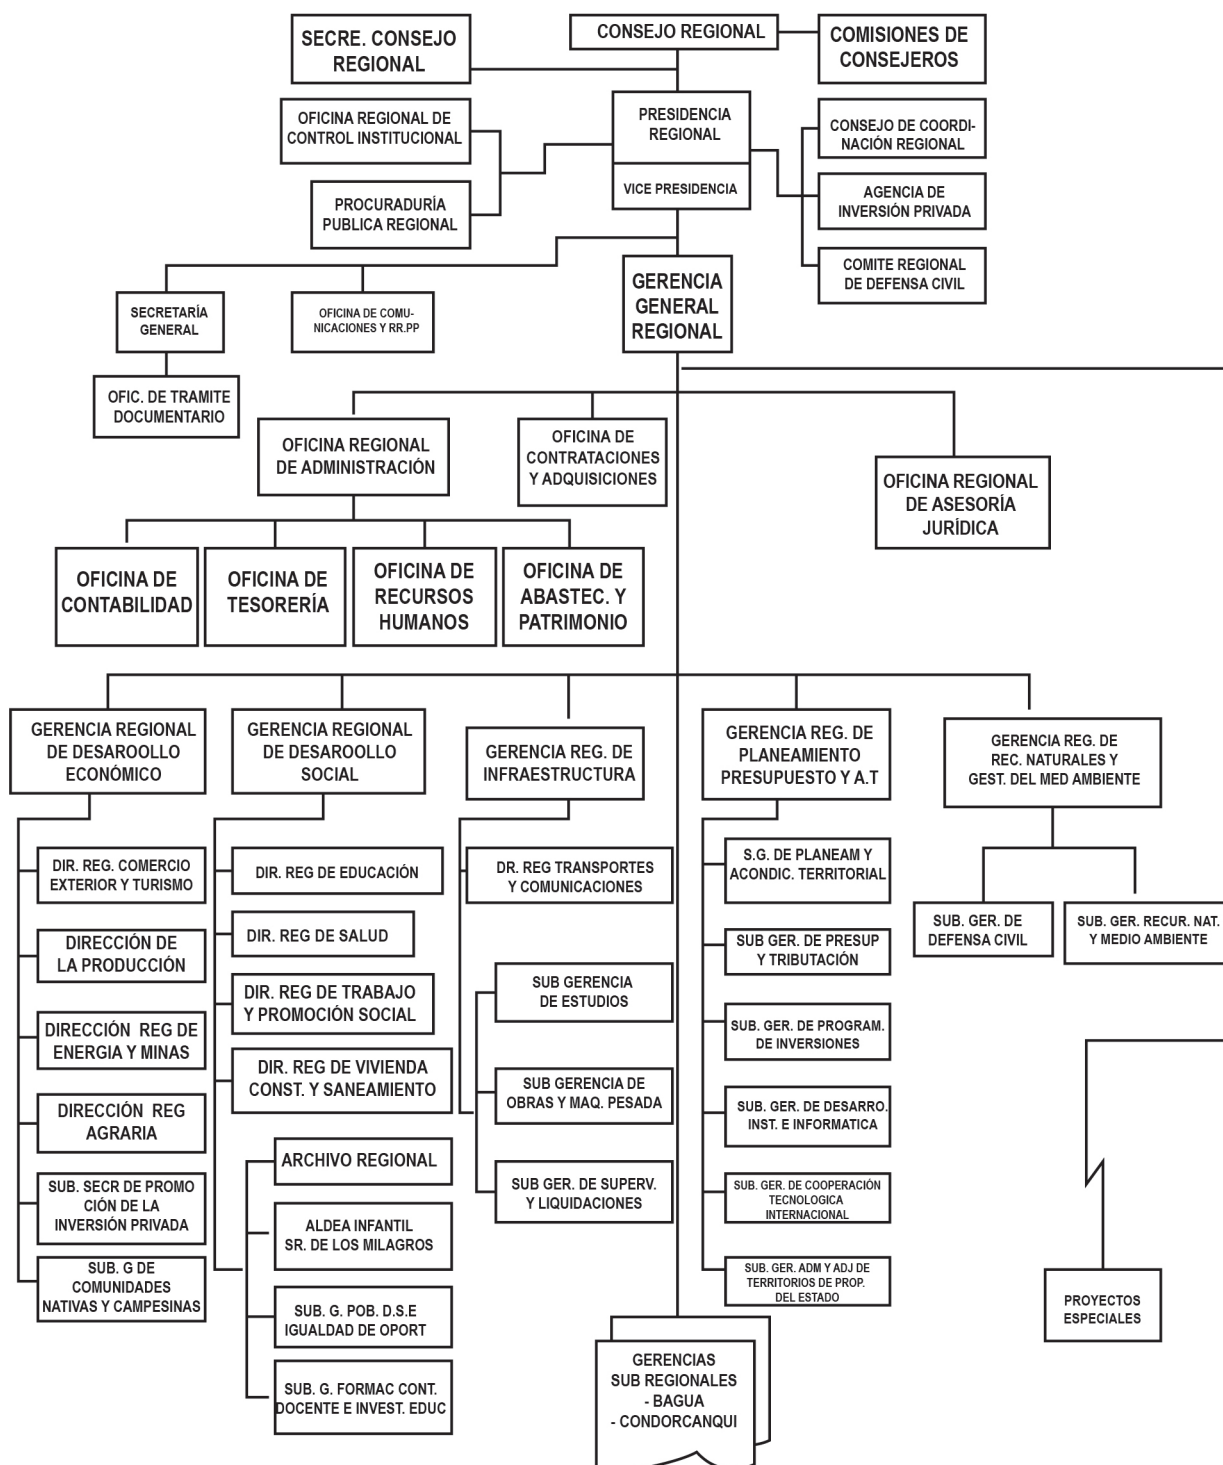 SECRE. CONSEJO
REGIONAL
CONSEJO REGIONAL
COMISIONES DE
CONSEJEROS
OFICINA REGIONAL DE
CONTROL INSTITUCIONAL
PROCURADURÍA
PUBLICA REGIONAL
PRESIDENCIA
REGIONAL
VICE PRESIDENCIA
CONSEJO DE COORDI-
NACIÓN REGIONAL
AGENCIA DE
INVERSIÓN PRIVADA
COMITE REGIONAL
DE DEFENSA CIVIL
SECRETARÍA
GENERAL
OFICINA DE COMU-
NICACIONES Y RR.PP
GERENCIA
GENERAL
REGIONAL
OFIC. DE TRAMITE
DOCUMENTARIO
OFICINA REGIONAL
DE ADMINISTRACIÓN
OFICINA DE
CONTRATACIONES
Y ADQUISICIONES
OFICINA REGIONAL
DE ASESORÍA
JURÍDICA
OFICINA DE
CONTABILIDAD
OFICINA DE
TESORERÍA
OFICINA DE
RECURSOS
HUMANOS
OFICINA DE
ABASTEC. Y
PATRIMONIO
GERENCIA REGIONAL
DE DESAROOLLO
ECONÓMICO
GERENCIA REGIONAL
DE DESAROOLLO
SOCIAL
GERENCIA REG. DE
INFRAESTRUCTURA
GERENCIA REG. DE
PLANEAMIENTO
PRESUPUESTO Y A.T
GERENCIA REG. DE
REC. NATURALES Y
GEST. DEL MED AMBIENTE
DIR. REG. COMERCIO
EXTERIOR Y TURISMO
DIRECCIÓN DE
LA PRODUCCIÓN
DIRECCIÓN REG DE
ENERGIA Y MINAS
DIRECCIÓN REG
AGRARIA
SUB. SECR DE PROMO
CIÓN DE LA
INVERSIÓN PRIVADA
SUB. G DE
COMUNIDADES
NATIVAS Y CAMPESINAS
DIR. REG DE EDUCACIÓN
DIR. REG DE SALUD
DIR. REG DE TRABAJO
Y PROMOCIÓN SOCIAL
DIR. REG DE VIVIENDA
CONST. Y SANEAMIENTO
ARCHIVO REGIONAL
ALDEA INFANTIL
SR. DE LOS MILAGROS
SUB. G. POB. D.S.E
IGUALDAD DE OPORT
SUB. G. FORMAC CONT.
DOCENTE E INVEST. EDUC
DR. REG TRANSPORTES
Y COMUNICACIONES
SUB GERENCIA
DE ESTUDIOS
SUB GERENCIA DE
OBRAS Y MAQ. PESADA
SUB GER. DE SUPERV.
Y LIQUIDACIONES
S.G. DE PLANEAM Y
ACONDIC. TERRITORIAL
SUB GER. DE PRESUP
Y TRIBUTACIÓN
SUB. GER. DE PROGRAM.
DE INVERSIONES
SUB. GER. DE DESARRO.
INST. E INFORMATICA
SUB. GER. DE COOPERACIÓN
TECNOLOGICA
INTERNACIONAL
SUB. GER. ADM Y ADJ DE
TERRITORIOS DE PROP.
DEL ESTADO
SUB. GER. DE
DEFENSA CIVIL
SUB. GER. RECUR. NAT.
Y MEDIO AMBIENTE
PROYECTOS
ESPECIALES
GERENCIAS
SUB REGIONALES
- BAGUA
- CONDORCANQUI